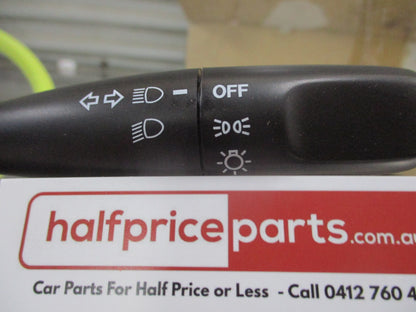 OFF
halfpriceparts.com.au
Car Parts For Half Price or Less - Call 0412 760 4